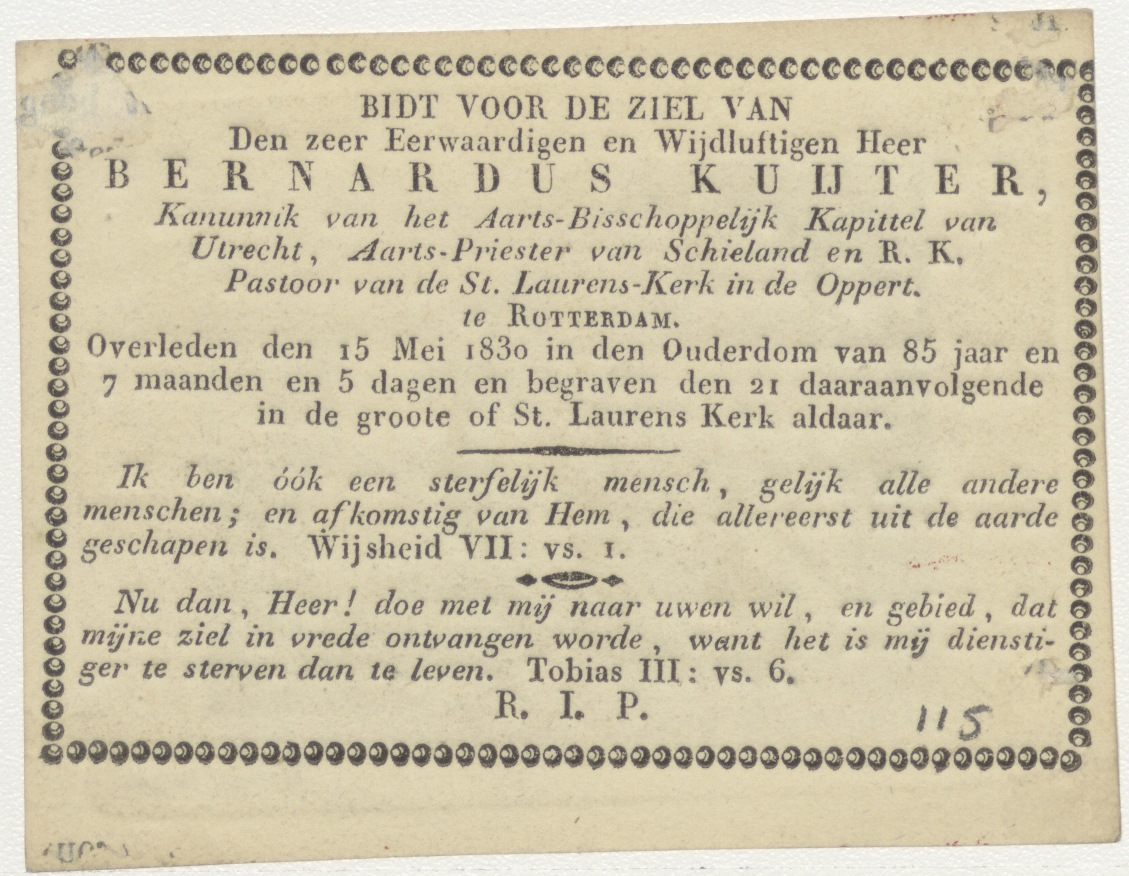 BIDT VOOR DE ZIEL VAN
Den zeer Eerwaardigen en Wijdluftigen Heer
BERNARDUS KUIJTER,
Kanunnik van het Aarts-Bisschoppelijk Kapittel van
Utrecht, Aarts-Priester van Schieland en R. K.
Pastoor van de St. Laurens-Kerk in de Oppert.
te ROTTERDAM.
Overleden den 15 Mei 1830 in den Ouderdom van 85 jaar en
7 maanden en 5 dagen en begraven den 21 daaraanvolgende
in de groote of St. Laurens Kerk aldaar.
Ik ben óók een sterfelijk mensch, gelijk alle andere
menschen; en afkomstig van Hem, die allereerst uit de aarde
geschapen is. Wijsheid VII: vs. 1.
Nu dan, Heer! doe met mij naar uwen wil, en gebied, dat
mijne ziel in vrede ontvangen worde, want het is mij diensti-
ger te sterven dan te leven. Tobias III: vs. 6.
R. I. P.
115